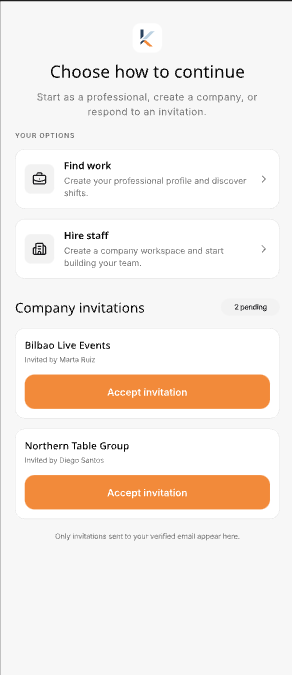 Choose how to continue
Start as a professional, create a company, or
respond to an invitation.
YOUR OPTIONS
Find work
Create your professional profile and discover
shifts.
Hire staff
Create a company workspace and start
building your team.
Company invitations
2 pending
Bilbao Live Events
Invited by Marta Ruiz
Accept invitation
Northern Table Group
Invited by Diego Santos
Accept invitation
Only invitations sent to your verified email appear here.